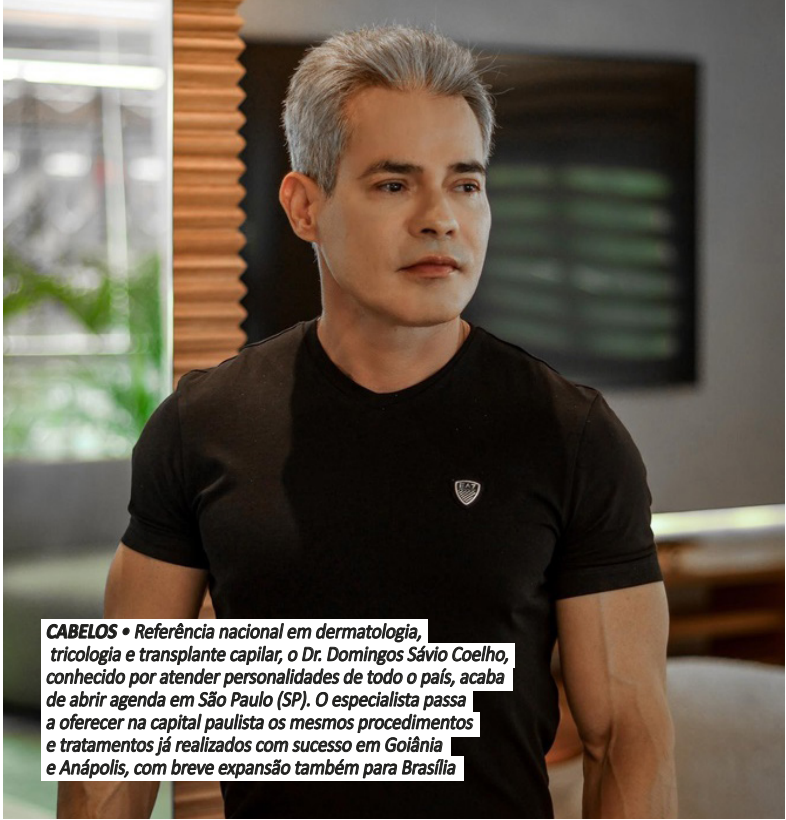 CABELOS • Referência nacional em dermatologia,
tricologia e transplante capilar, o Dr. Domingos Sávio Coelho,
conhecido por atender personalidades de todo o país, acaba
de abrir agenda em São Paulo (SP). O especialista passa
a oferecer na capital paulista os mesmos procedimentos
e tratamentos já realizados com sucesso em Goiânia
e Anápolis, com breve expansão também para Brasília